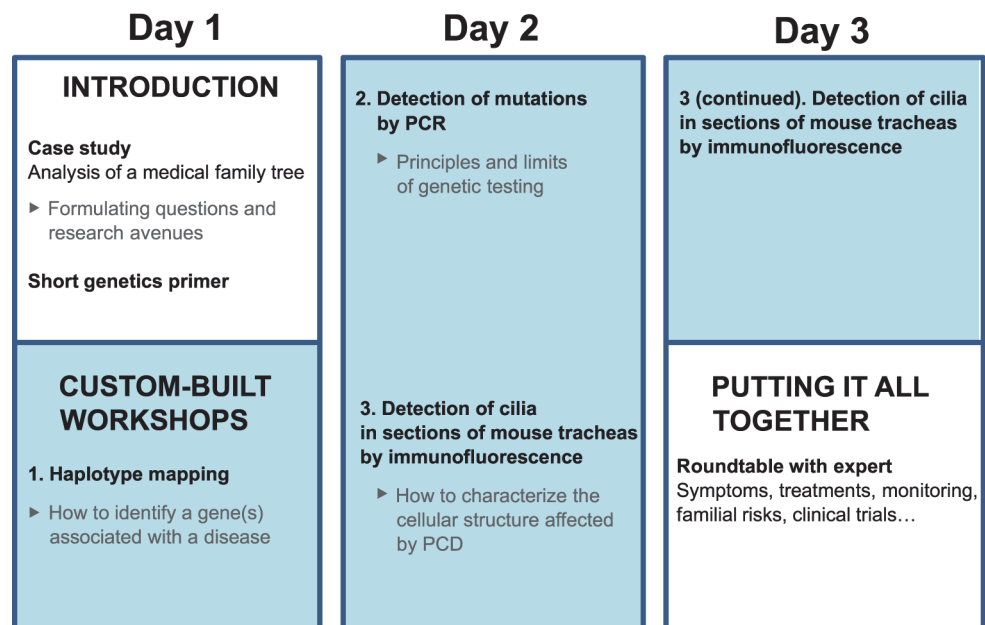 Day 1
INTRODUCTION
Case study
Analysis of a medical family tree
▶ Formulating questions and
research avenues
Short genetics primer
CUSTOM-BUILT
WORKSHOPS
1. Haplotype mapping
▶ How to identify a gene(s)
associated with a disease
Day 2
2. Detection of mutations
by PCR
▶ Principles and limits
of genetic testing
3. Detection of cilia
in sections of mouse tracheas
by immunofluorescence
▶ How to characterize the
cellular structure affected
by PCD
Day 3
3 (continued). Detection of cilia
in sections of mouse tracheas
by immunofluorescence
PUTTING IT ALL
TOGETHER
Roundtable with expert
Symptoms, treatments, monitoring,
familial risks, clinical trials…